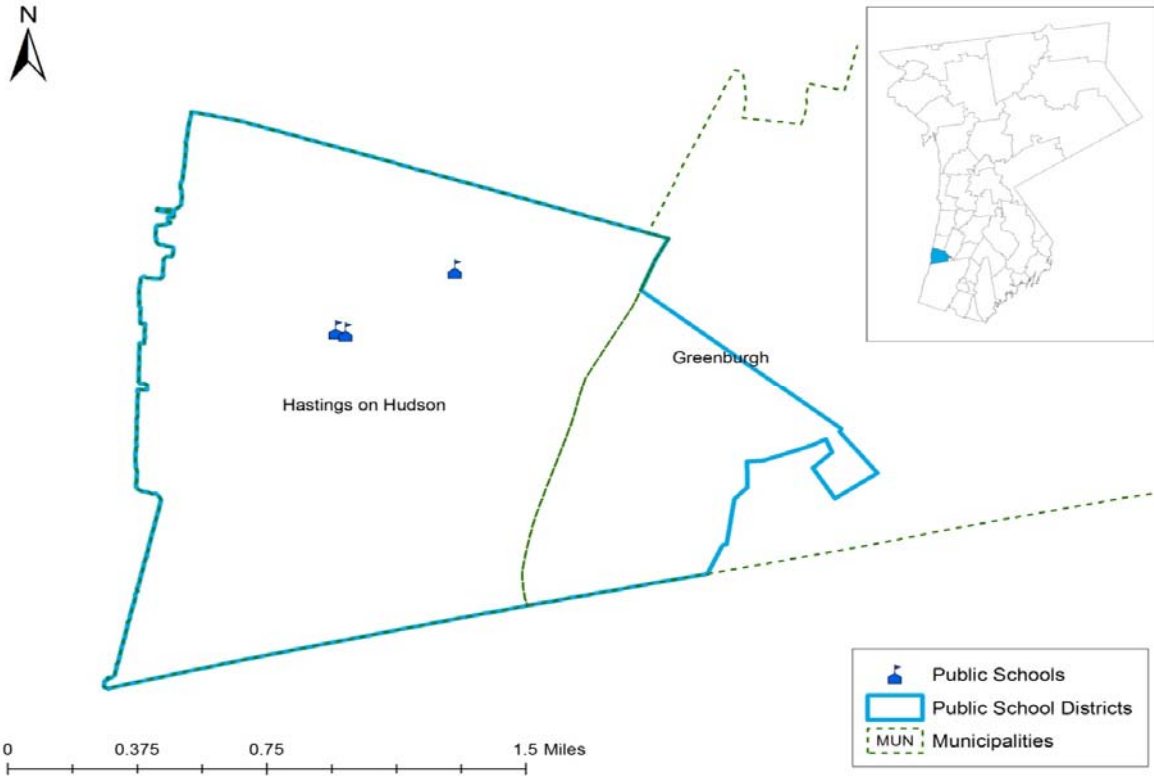 N
Greenburgh
Hastings on Hudson
Public Schools
Public School Districts
MUN Municipalities
0 0.375 0.75 1.5 Miles